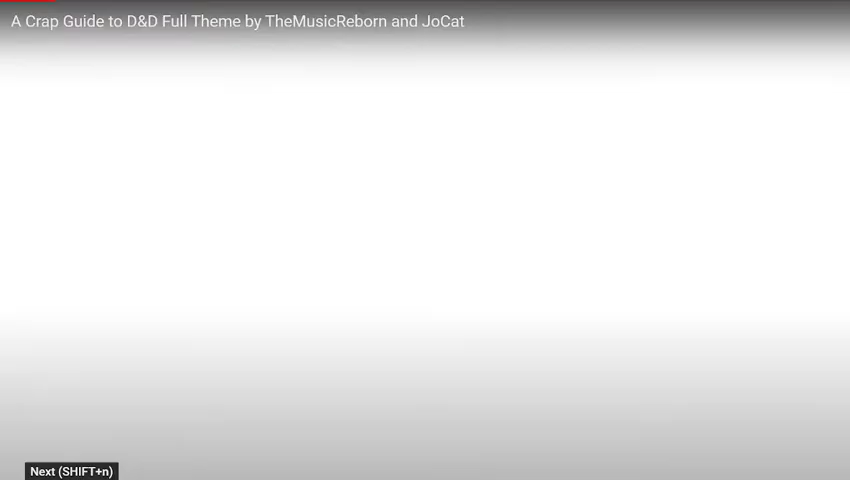 A Crap Guide to D&D Full Theme by TheMusicReborn and JoCat
Next (SHIFT+n)